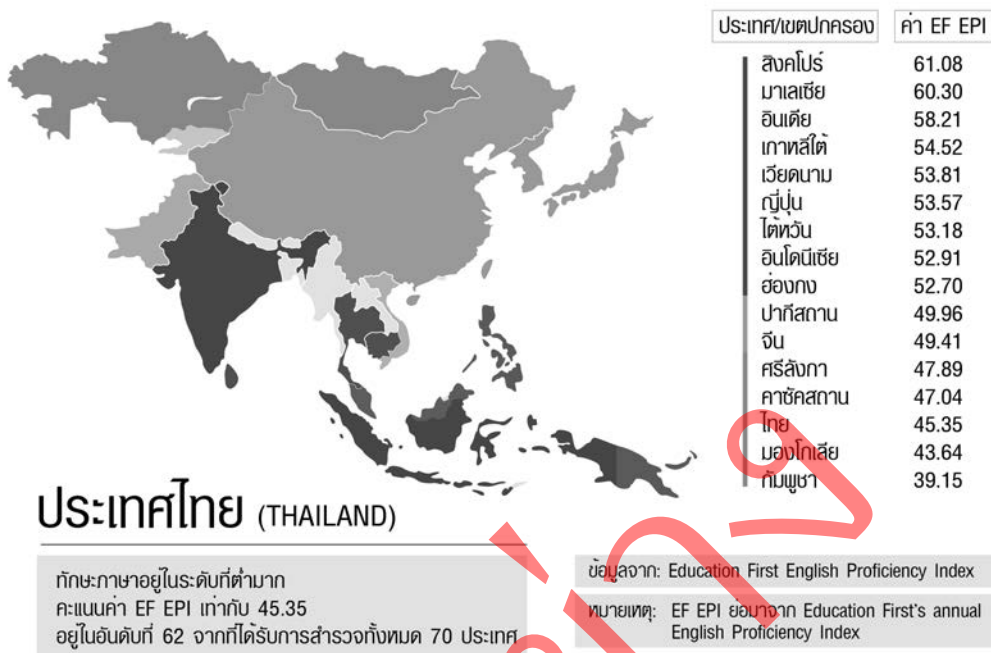 ประเทศ/เขตปกครอง ค่า EF EPI
สิงคโปร์ 61.08
มาเลเซีย 60.30
อินเดีย 58.21
เกาหลีใต้ 54.52
เวียดนาม 53.81
ญี่ปุ่น 53.57
ไต้หวัน 53.18
อินโดนีเซีย 52.91
ฮ่องกง 52.70
ปากีสถาน 49.96
จีน 49.41
ศรีลังกา 47.89
คาซัคสถาน 47.04
ไทย 45.35
มองโกเลีย 43.64
กัมพูชา 39.15
ประเทศไทย (THAILAND)
ทักษะภาษาอยู่ในระดับที่ต่ำมาก
คะแนนค่า EF EPI เท่ากับ 45.35
อยู่ในอันดับที่ 62 จากที่ได้รับการสำรวจทั้งหมด 70 ประเทศ
ข้อมูลจาก: Education First English Proficiency Index
หมายเหตุ: EF EPI ย่อมาจาก Education First's annual
English Proficiency Index